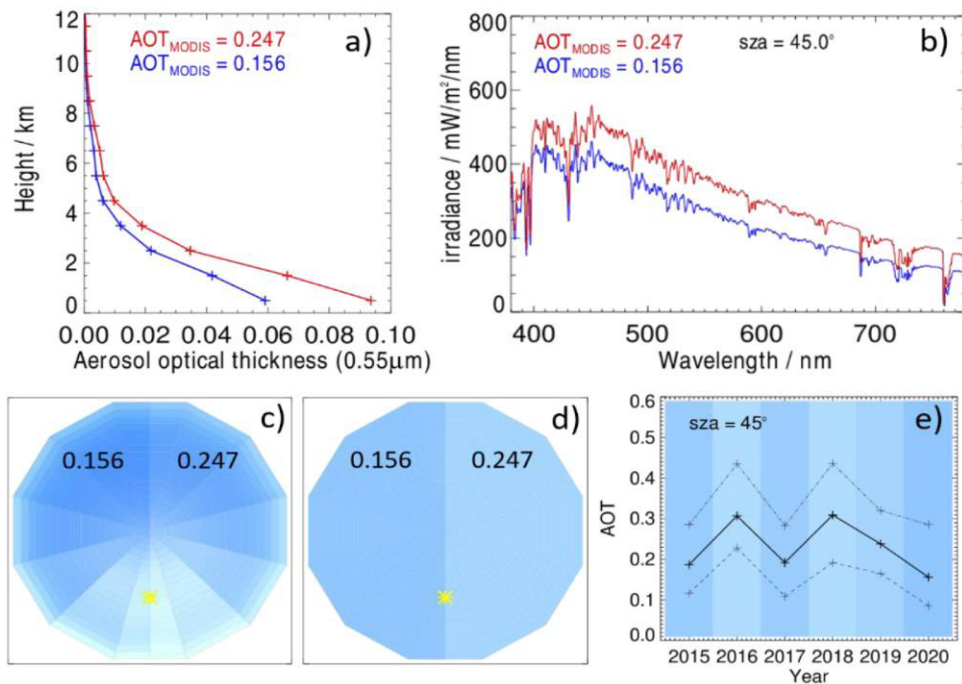 a)
AOT_MODIS = 0.247
AOT_MODIS = 0.156
12
10
8
6
4
2
0
Height / km
0.00 0.02 0.04 0.06 0.08 0.10
Aerosol optical thickness (0.55μm)
b)
AOT_MODIS = 0.247
AOT_MODIS = 0.156
sza = 45.0°
800
600
400
200
0
irradiance / mW/m²/nm
400 500 600 700
Wavelength / nm
c)
0.156 0.247
d)
0.156 0.247
e)
sza = 45°
0.6
0.5
0.4
0.3
0.2
0.1
0.0
AOT
2015 2016 2017 2018 2019 2020
Year